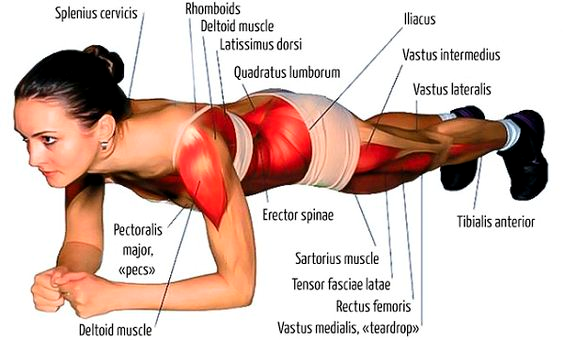 Splenius cervicis
Rhomboids
Deltoid muscle
Latissimus dorsi
Quadratus lumborum
Iliacus
Vastus intermedius
Vastus lateralis
Pectoralis
major,
«pecs»
Deltoid muscle
Erector spinae
Sartorius muscle
Tensor fasciae latae
Rectus femoris
Vastus medialis, «teardrop»
Tibialis anterior